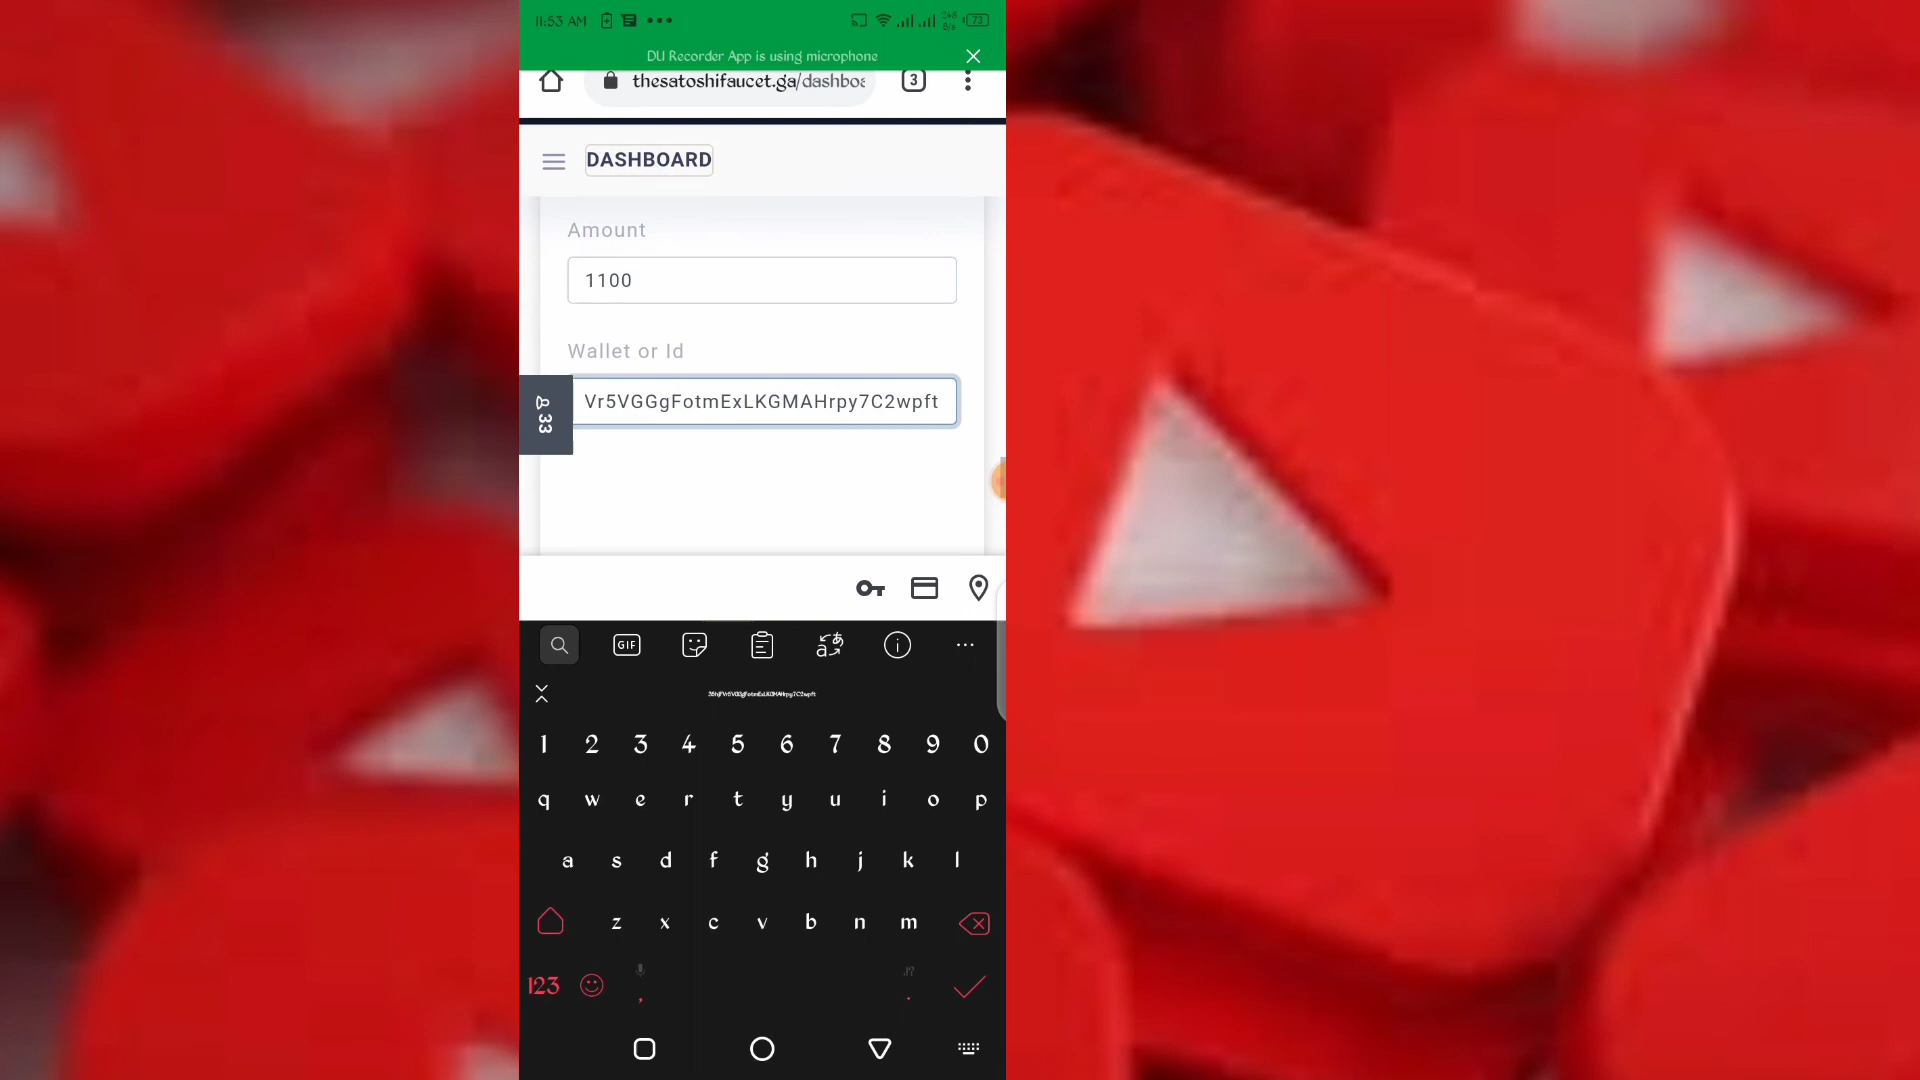 11:53 AM
73
DU Recorder App is using microphone
thesatoshifaucet.ga/dashboa
3
DASHBOARD
Amount
1100
Wallet or Id
Vr5VGGgFotmExLKGMAHrpy7C2wpft
33
GIF
1 2 3 4 5 6 7 8 9 0
q w e r t y u i o p
a s d f g h j k l
z x c v b n m
123 , .